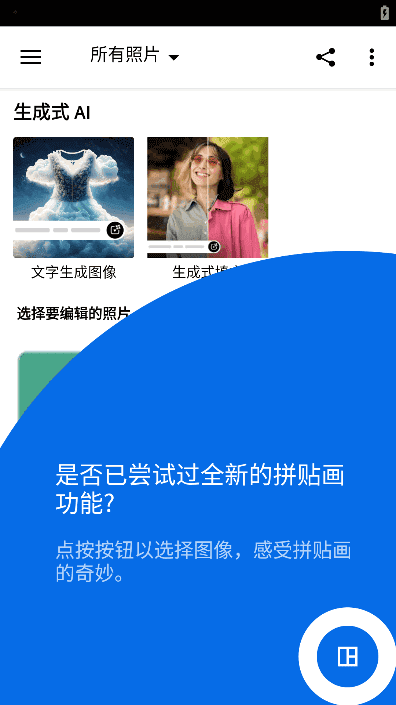 所有照片
生成式 AI
文字生成图像
生成式填
选择要编辑的照片
是否已尝试过全新的拼贴画
功能?
点按按钮以选择图像，感受拼贴画
的奇妙。